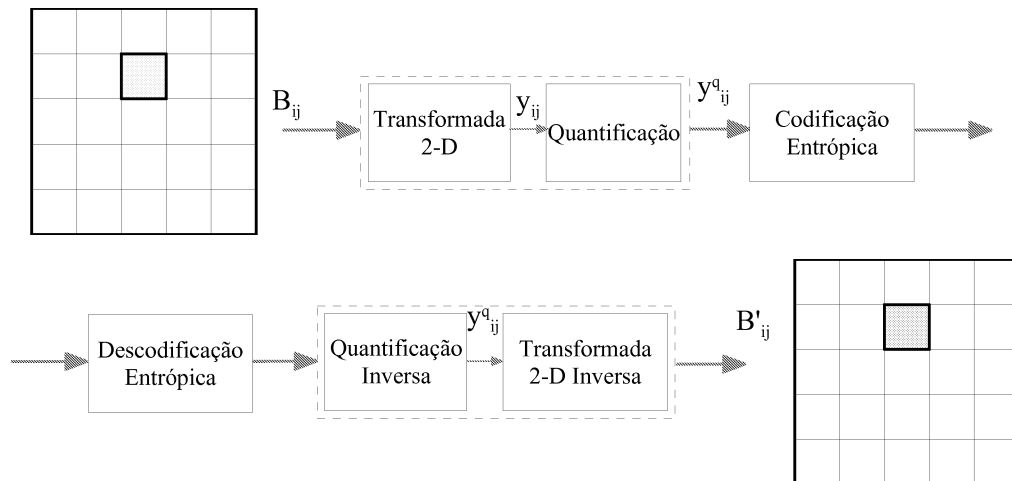 B_ij
Transformada
2-D
y_ij
Quantificação
y^q_ij
Codificação
Entrópica
Descodificação
Entrópica
Quantificação
Inversa
y^q_ij
Transformada
2-D Inversa
B'_ij